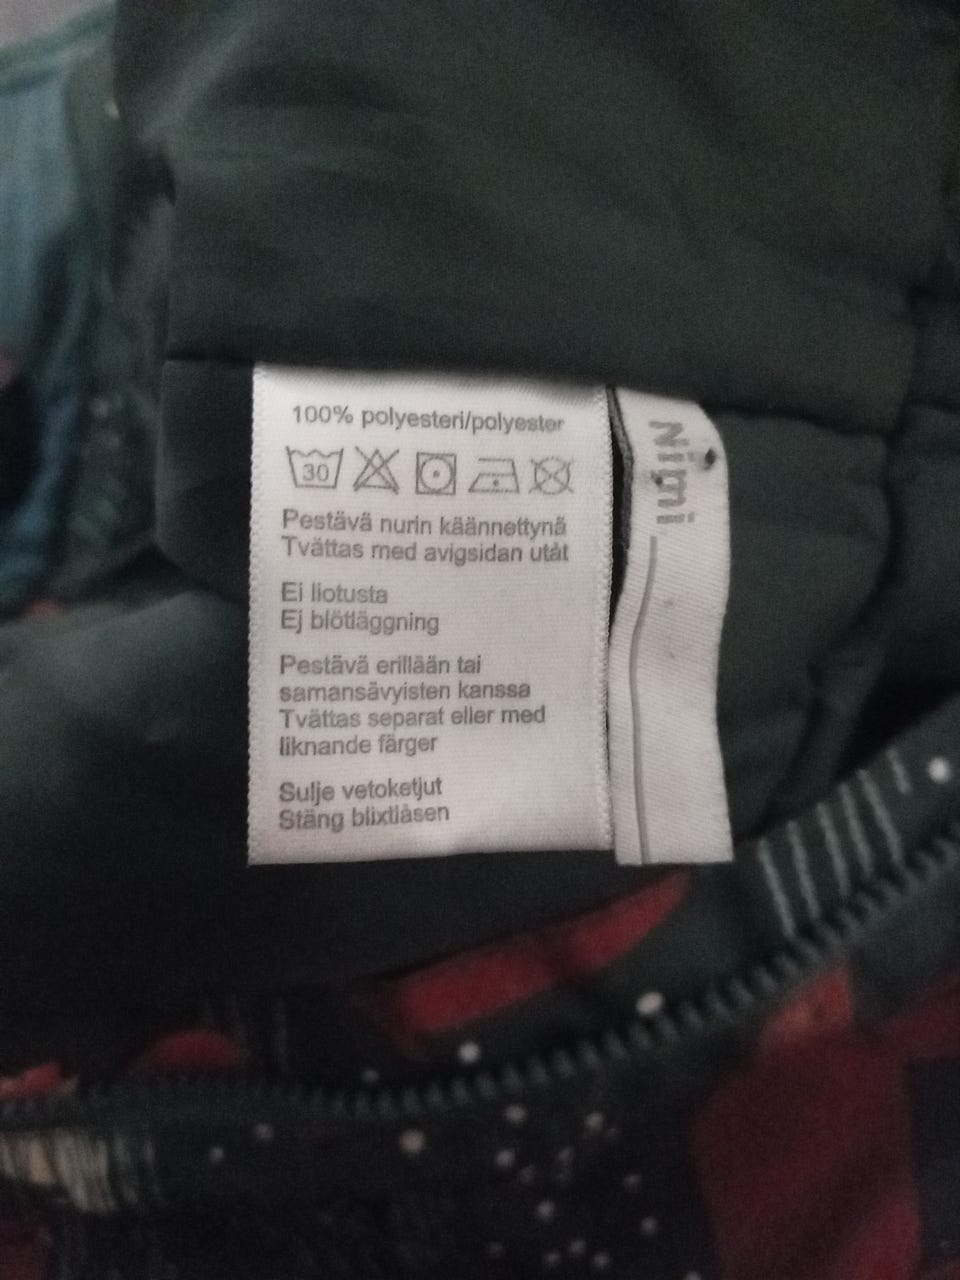 100% polyesteri/polyester
30
Pestävä nurin käännettynä
Tvättas med avigsidan utåt
Ei liotusta
Ej blötläggning
Pestävä erillään tai
samansävyisten kanssa
Tvättas separat eller med
liknande färger
Sulje vetoketjut
Stäng blixtlåsen
Nimi